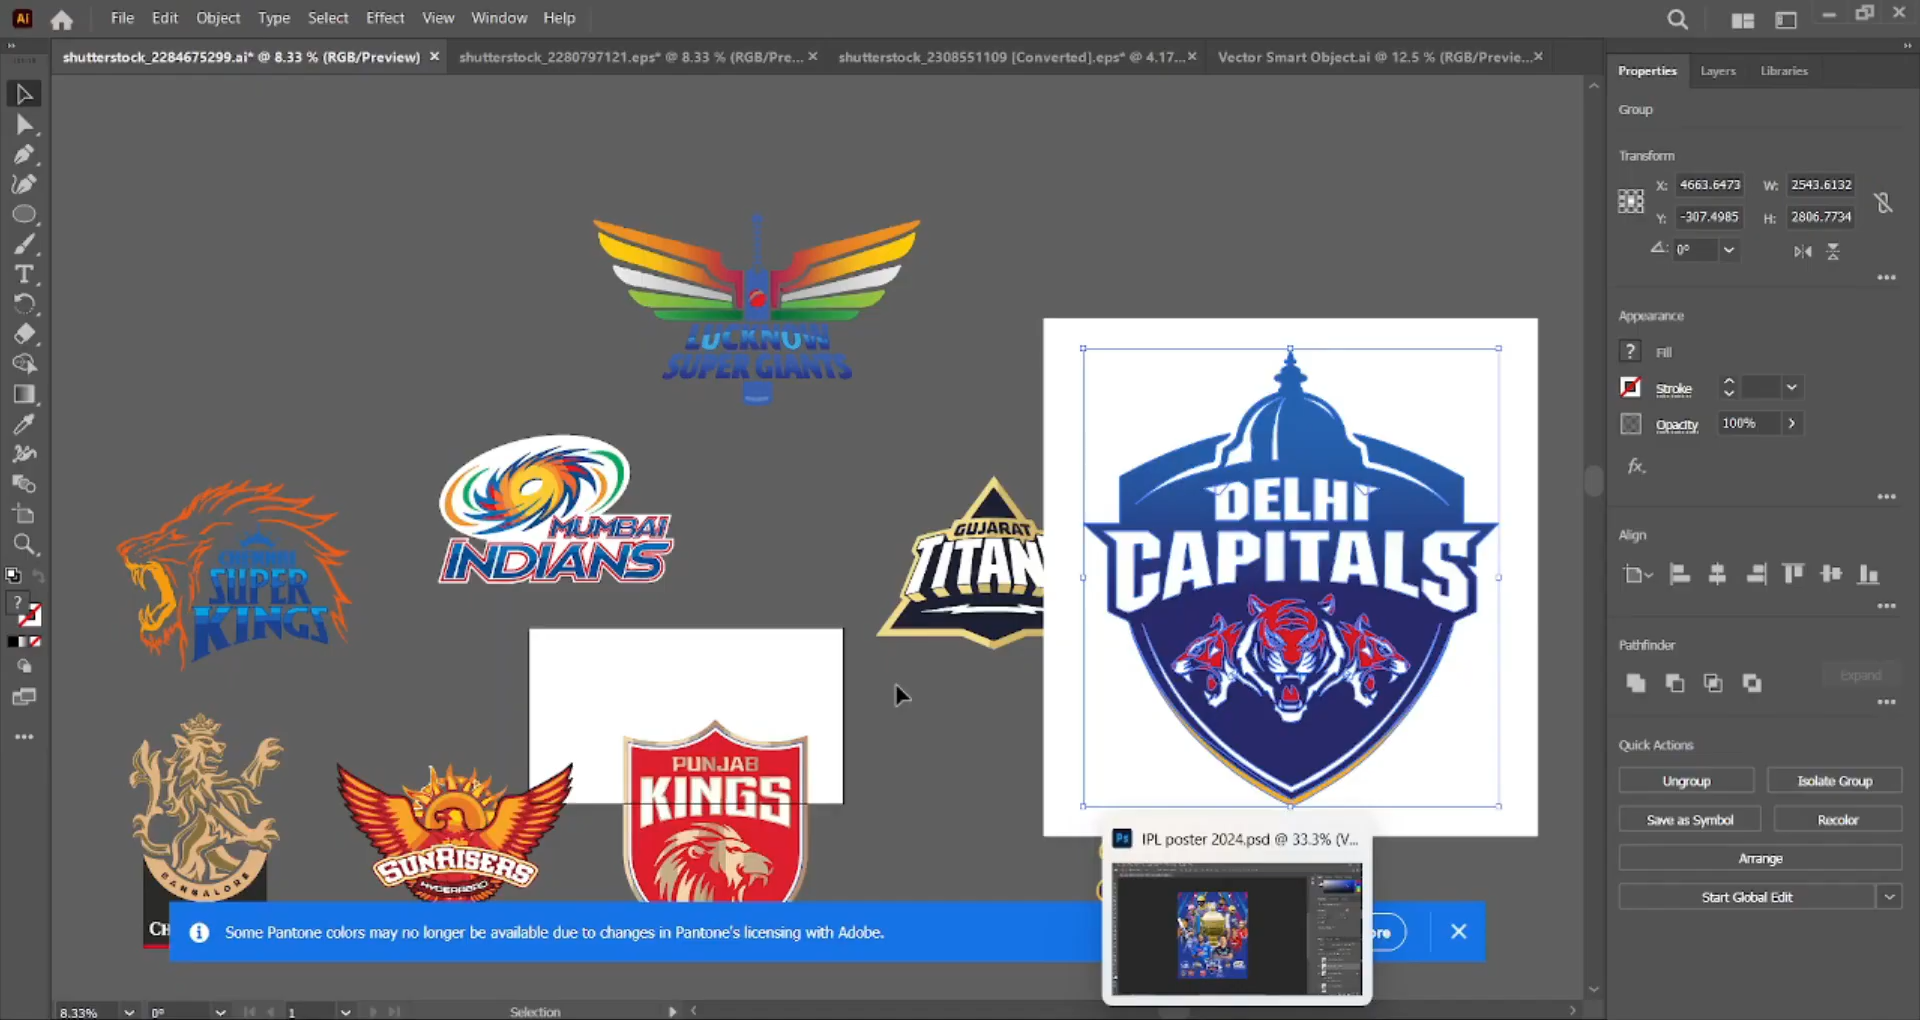 Ai
File Edit Object Type Select Effect View Window Help
shutterstock_2284675299.ai* @ 8.33 % (RGB/Preview)
shutterstock_2280797121.eps* @ 8.33 % (RGB/Pre...
shutterstock_2308551109 [Converted].eps* @ 4.17...
Vector Smart Object.ai @ 12.5 % (RGB/Previe...
Properties Layers Libraries
Group
Transform
X: 4663.6473 W: 2543.6132
Y: -307.4985 H: 2806.7734
0°
Appearance
? Fill
Stroke
Opacity 100%
fx.
Align
Pathfinder
Expand
Quick Actions
Ungroup Isolate Group
Save as Symbol Recolor
Arrange
Start Global Edit
LUCKNOW
SUPER GIANTS
MUMBAI
INDIANS
CHENNAI
SUPER
KINGS
GUJARAT
TITAN
DELHI
CAPITALS
BANGALORE
SUNRISERS
HYDERABAD
PUNJAB
KINGS
Ch
Some Pantone colors may no longer be available due to changes in Pantone's licensing with Adobe.
ore
Ps IPL poster 2024.psd @ 33.3% (V...
8.33% 0° 1 Selection